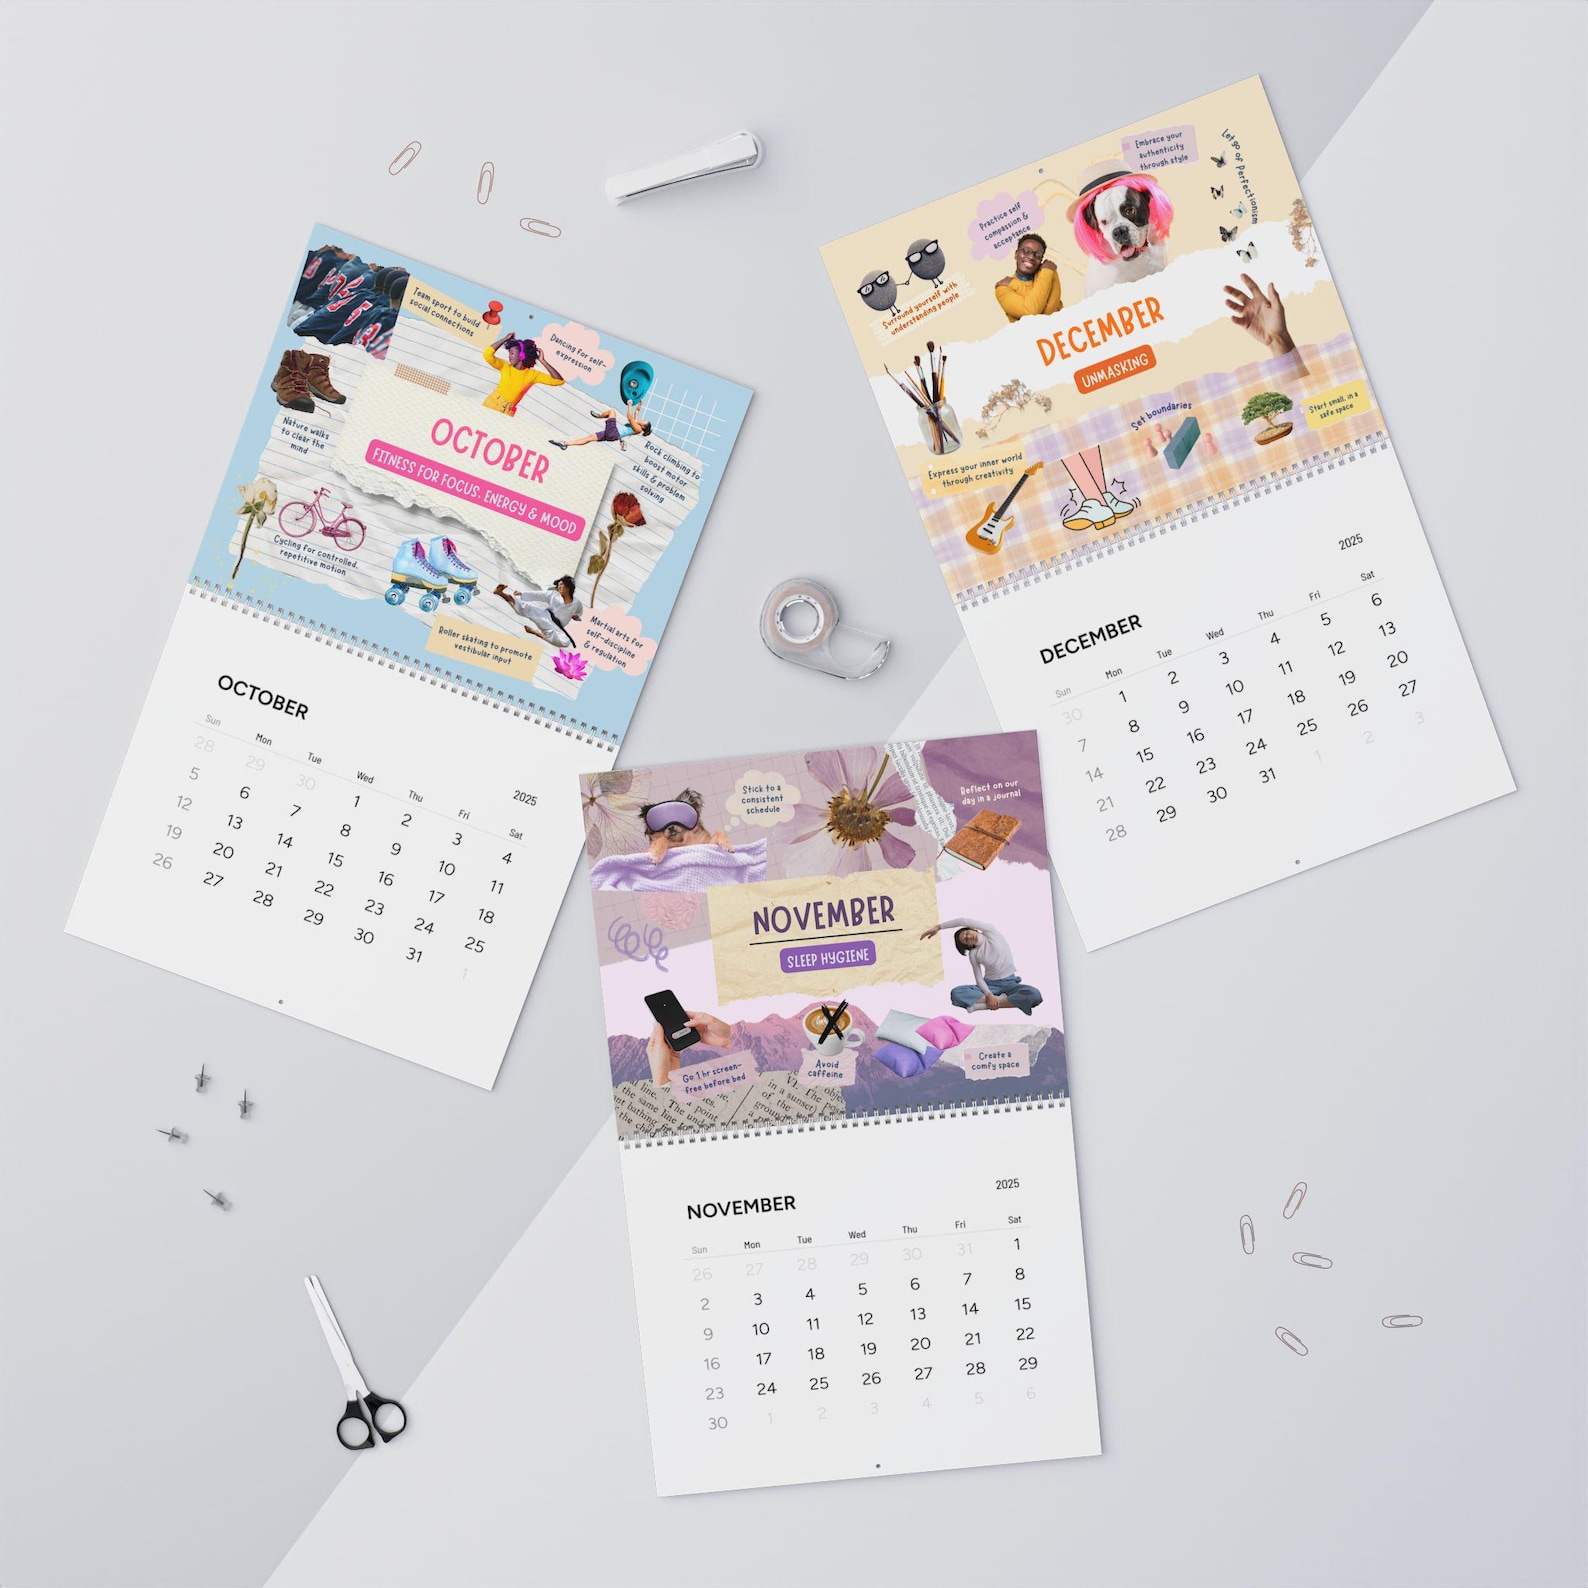 Team sport to build
social connections
Dancing for self-
expression
Nature walks
to clear the
mind
OCTOBER
FITNESS FOR FOCUS, ENERGY & MOOD
Rock climbing to
boost motor
skills & problem
solving
Cycling for controlled,
repetitive motion
Roller skating to promote
vestibular input
Martial arts for
self-discipline
& regulation
OCTOBER
2025
Sun Mon Tue Wed Thu Fri Sat
28 29 30 1 2 3 4
5 6 7 8 9 10 11
12 13 14 15 16 17 18
19 20 21 22 23 24 25
26 27 28 29 30 31 1
Embrace your
authenticity
through style
Let go of Perfectionism
Practice self
compassion &
acceptance
Surround yourself with
understanding people
DECEMBER
UNMASKING
Set boundaries
Start small, in a
safe space
Express your inner world
through creativity
DECEMBER
2025
Sun Mon Tue Wed Thu Fri Sat
30 1 2 3 4 5 6
7 8 9 10 11 12 13
14 15 16 17 18 19 20
21 22 23 24 25 26 27
28 29 30 31 1 2 3
Stick to a
consistent
schedule
Reflect on our
day in a journal
NOVEMBER
SLEEP HYGIENE
Go 1 hr screen-
free before bed
Avoid
caffeine
Create a
comfy space
NOVEMBER
2025
Sun Mon Tue Wed Thu Fri Sat
26 27 28 29 30 31 1
2 3 4 5 6 7 8
9 10 11 12 13 14 15
16 17 18 19 20 21 22
23 24 25 26 27 28 29
30 1 2 3 4 5 6